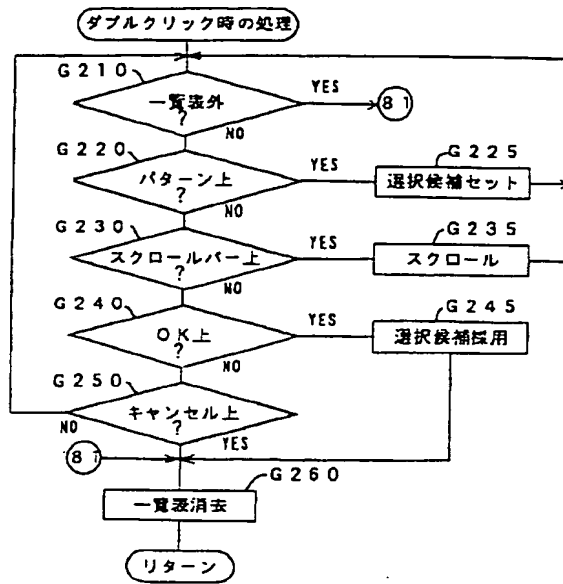 ダブルクリック時の処理
G210
一覧表外
?
YES
81
NO
G220
パターン上
?
YES
G225
選択候補セット
NO
G230
スクロールバー上
?
YES
G235
スクロール
NO
G240
OK上
?
YES
G245
選択候補採用
NO
G250
キャンセル上
?
NO
YES
81
G260
一覧表消去
リターン